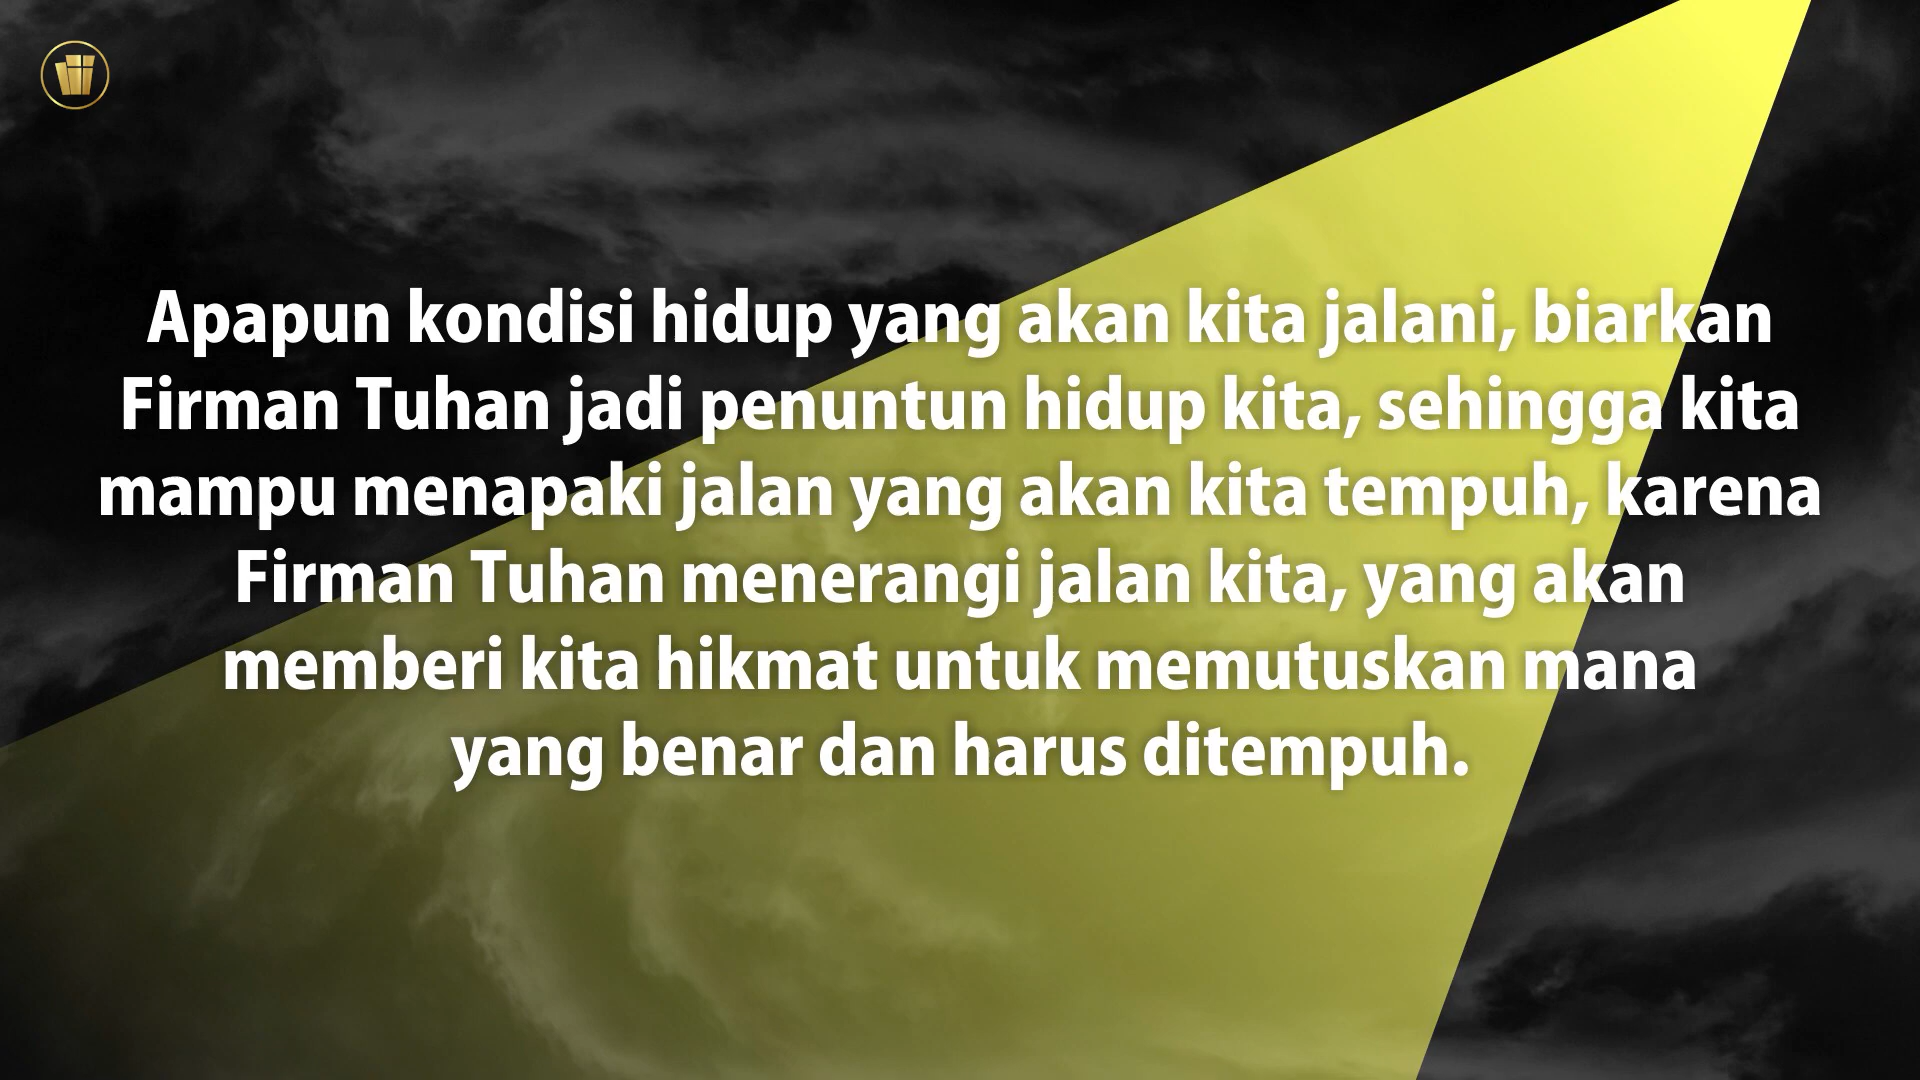 Apapun kondisi hidup yang akan kita jalani, biarkan
Firman Tuhan jadi penuntun hidup kita, sehingga kita
mampu menapaki jalan yang akan kita tempuh, karena
Firman Tuhan menerangi jalan kita, yang akan
memberi kita hikmat untuk memutuskan mana
yang benar dan harus ditempuh.